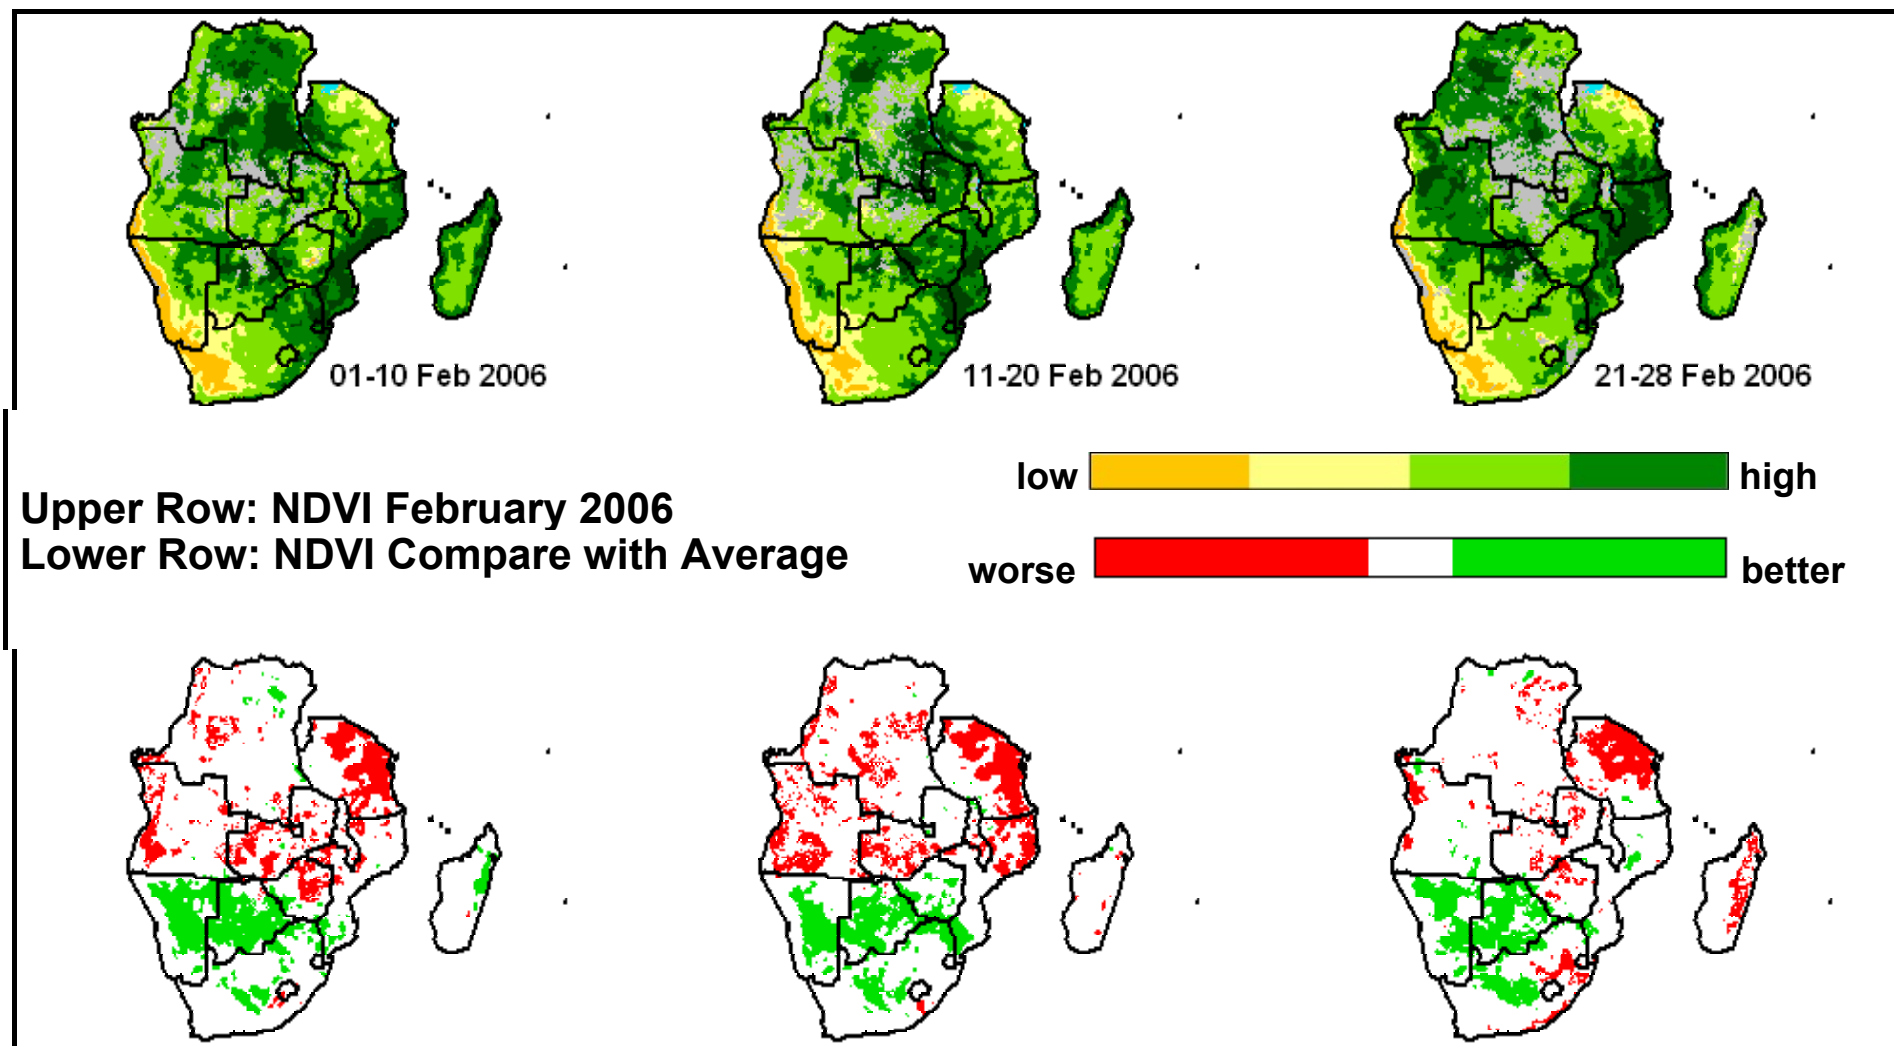 01-10 Feb 2006
11-20 Feb 2006
21-28 Feb 2006
low
high
Upper Row: NDVI February 2006
Lower Row: NDVI Compare with Average
worse
better